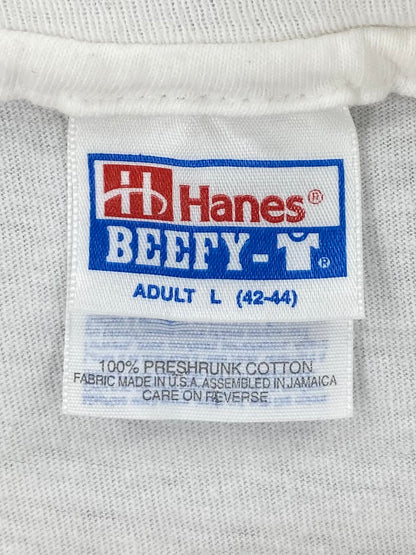 Hanes®
BEEFY-T®
ADULT L (42-44)
100% PRESHRUNK COTTON
FABRIC MADE IN U.S.A. ASSEMBLED IN JAMAICA
CARE ON REVERSE